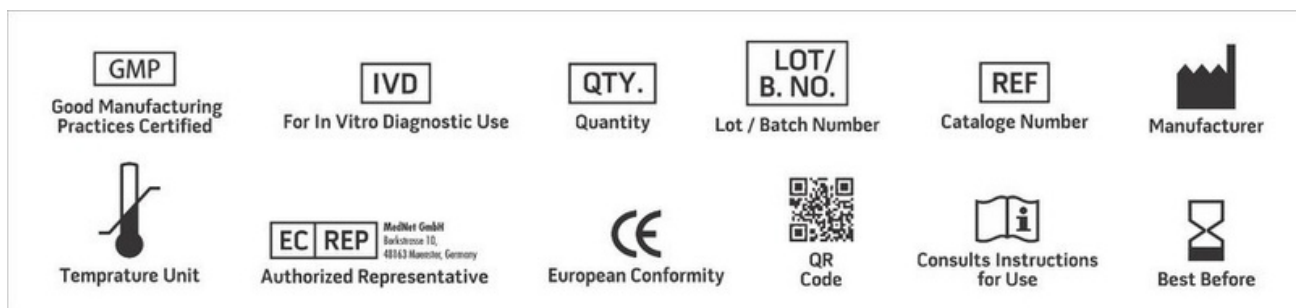 GMP
Good Manufacturing
Practices Certified
IVD
For In Vitro Diagnostic Use
QTY.
Quantity
LOT/
B. NO.
Lot / Batch Number
REF
Cataloge Number
Manufacturer
Temprature Unit
EC REP
MedNet GmbH
Borkstrasse 10,
48163 Muenster, Germany
Authorized Representative
CE
European Conformity
QR
Code
i
Consults Instructions
for Use
Best Before